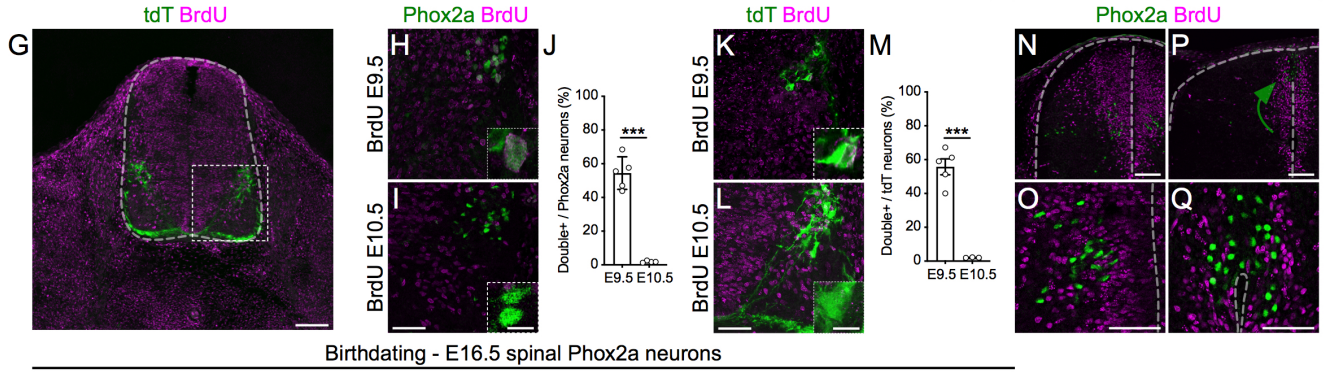 tdT BrdU
Phox2a BrdU
tdT BrdU
Phox2a BrdU
G
H
J
K
M
N
P
BrdU E9.5
BrdU E9.5
Double+ / Phox2a neurons (%)
100
80
60
40
20
0
***
E9.5 E10.5
Double+ / tdT neurons (%)
100
80
60
40
20
0
***
E9.5 E10.5
I
L
O
Q
BrdU E10.5
BrdU E10.5
Birthdating - E16.5 spinal Phox2a neurons